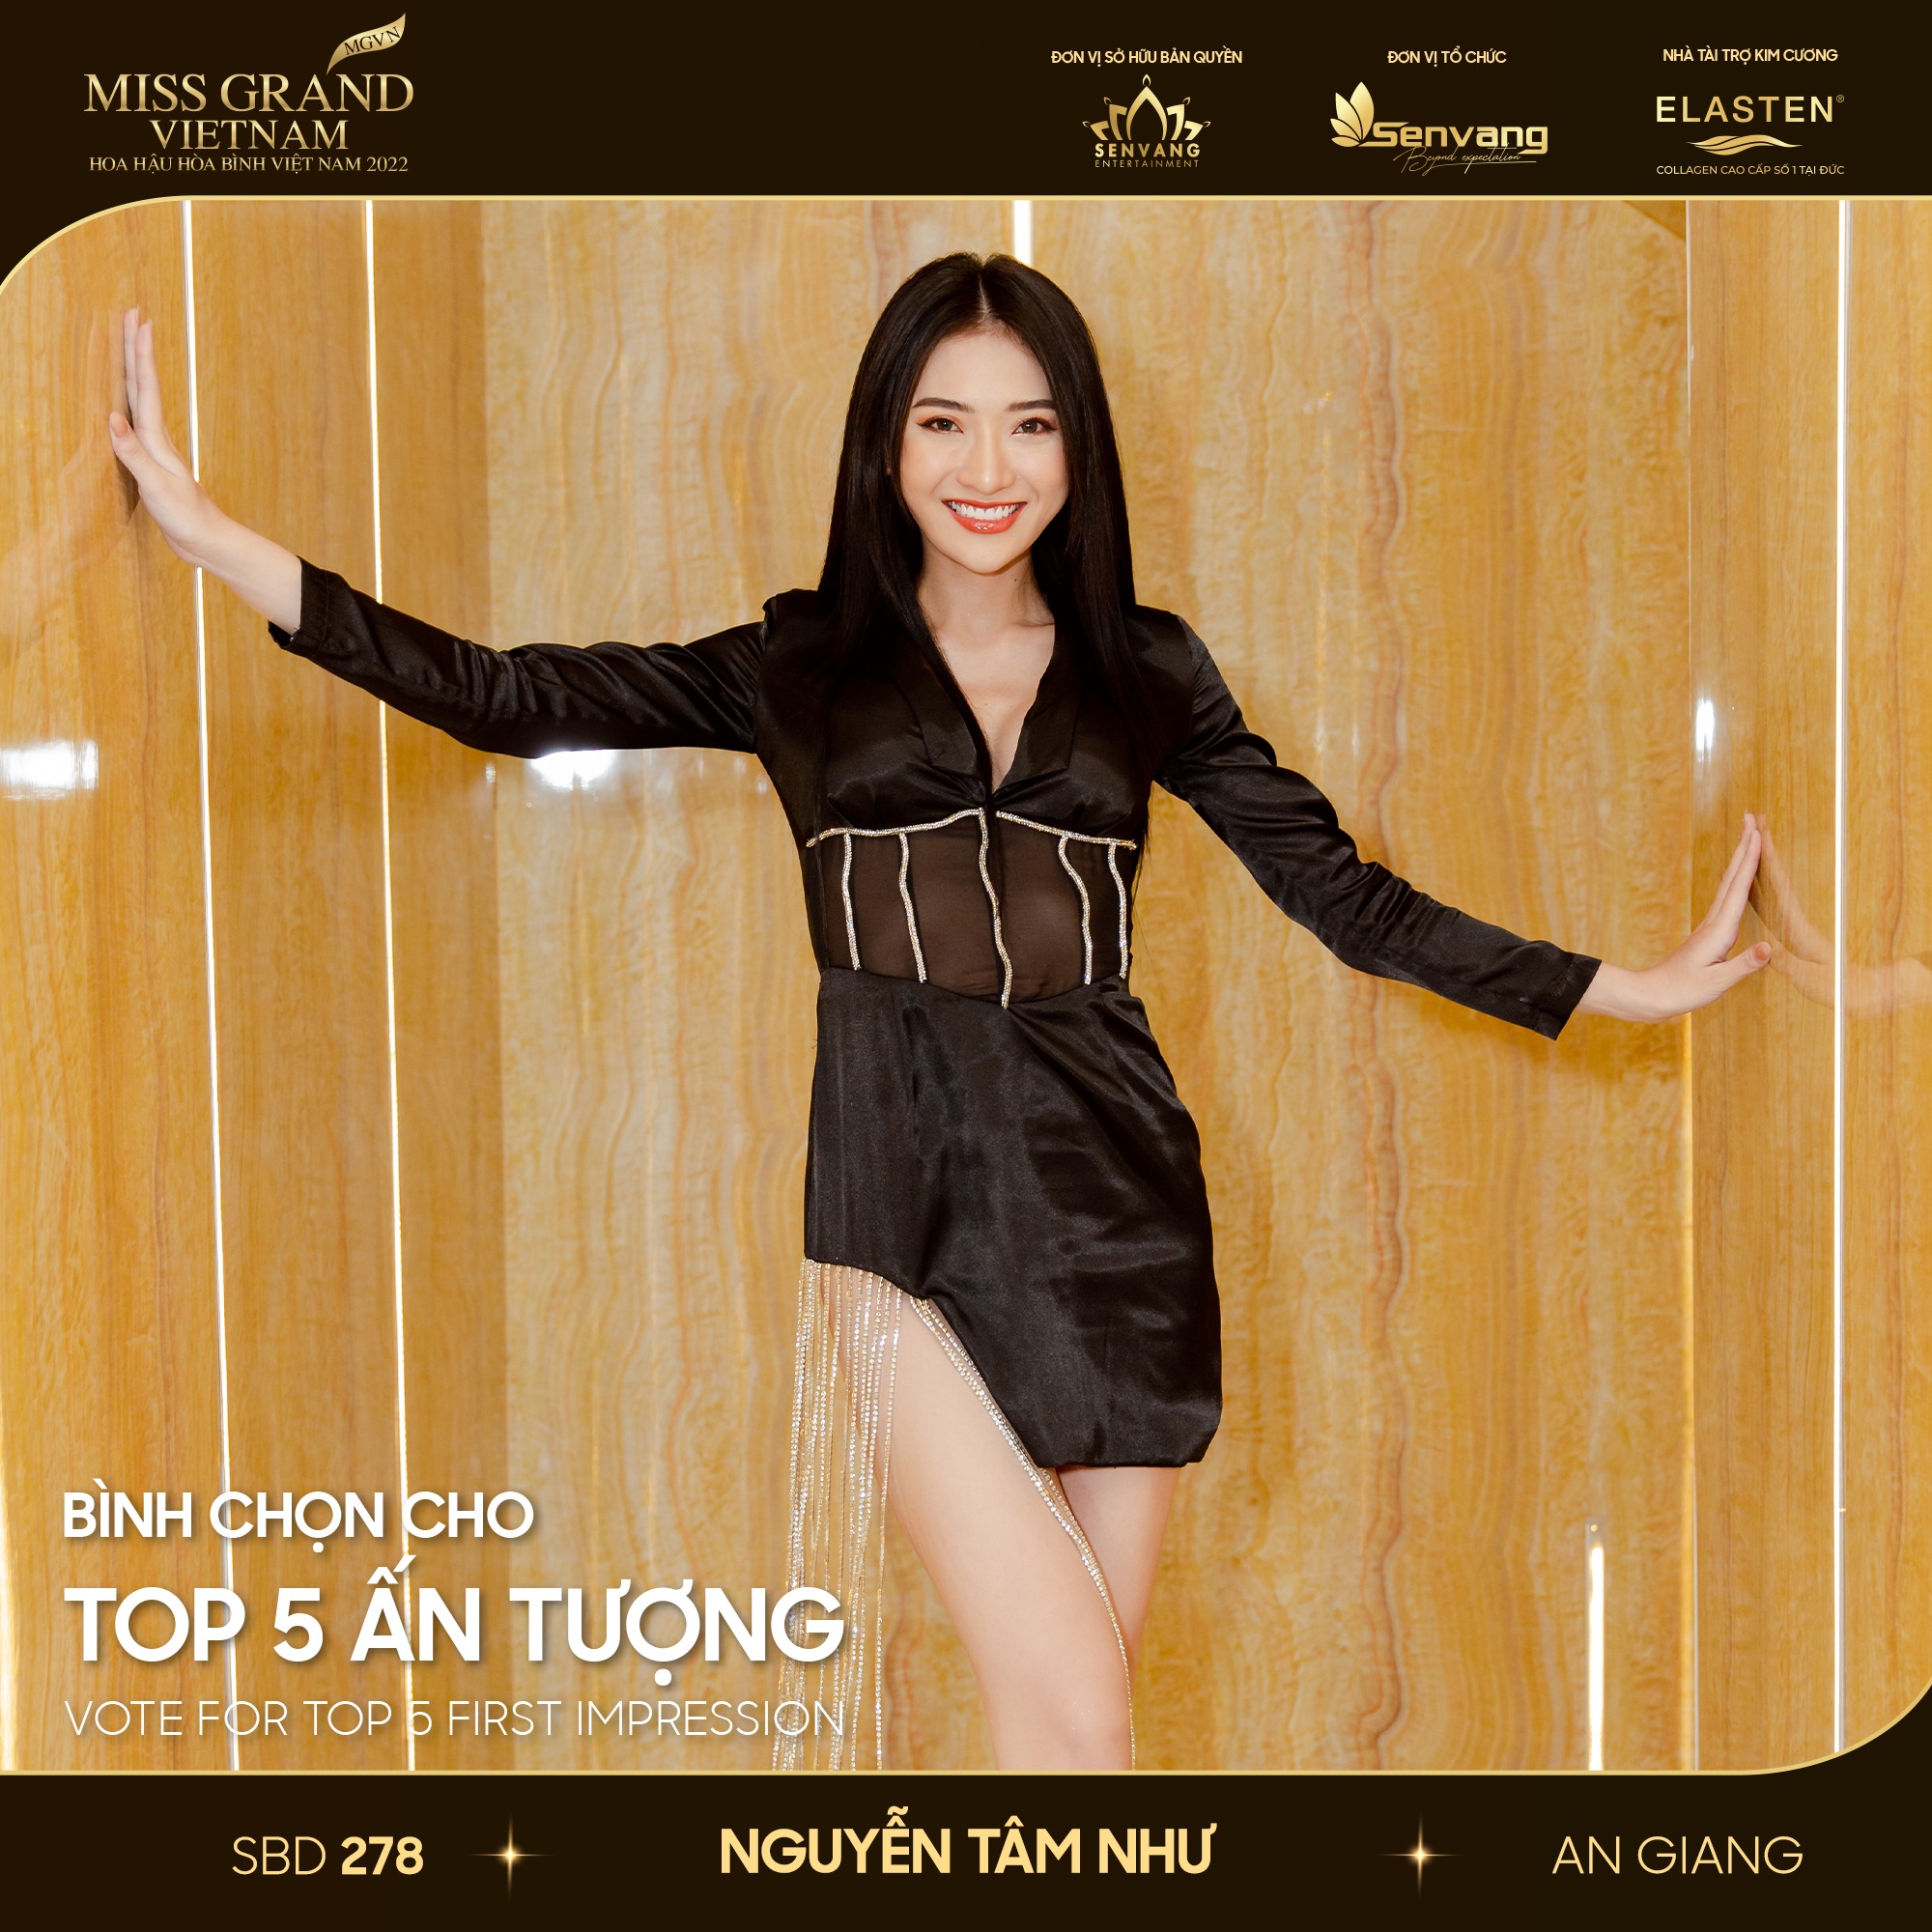 MGVN
MISS GRAND
VIETNAM
HOA HẬU HÒA BÌNH VIỆT NAM 2022
ĐƠN VỊ SỞ HỮU BẢN QUYỀN
SENVANG
ENTERTAINMENT
ĐƠN VỊ TỔ CHỨC
Senvang
Beyond expectation
NHÀ TÀI TRỢ KIM CƯƠNG
ELASTEN®
COLLAGEN CAO CẤP SỐ 1 TẠI ĐỨC
BÌNH CHỌN CHO
TOP 5 ẤN TƯỢNG
VOTE FOR TOP 5 FIRST IMPRESSION
SBD 278
NGUYỄN TÂM NHƯ
AN GIANG